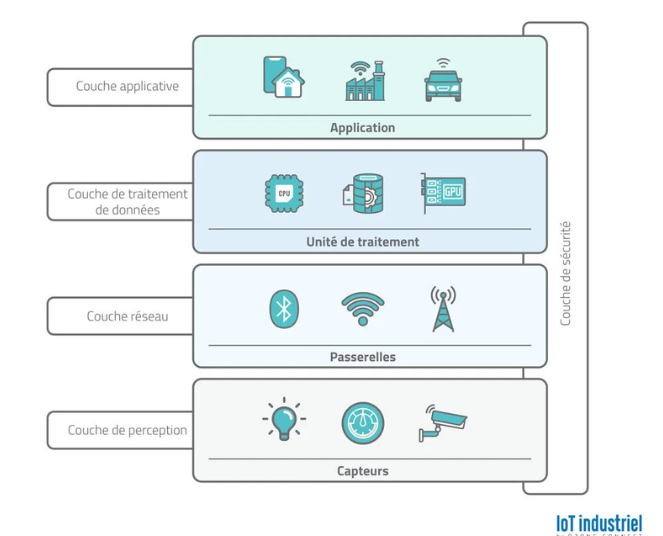 Couche applicative
Application
Couche de traitement
de données
CPU
GPU
Unité de traitement
Couche réseau
Passerelles
Couche de perception
Capteurs
Couche de sécurité
IoT industriel